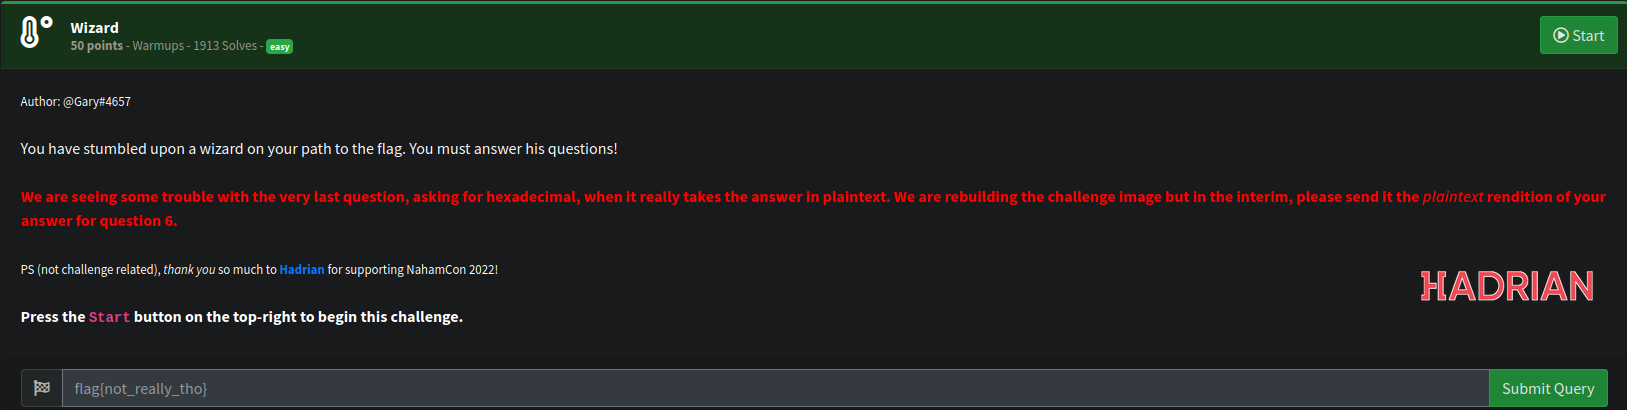 Wizard
50 points - Warmups - 1913 Solves - easy
Start
Author: @Gary#4657
You have stumbled upon a wizard on your path to the flag. You must answer his questions!
We are seeing some trouble with the very last question, asking for hexadecimal, when it really takes the answer in plaintext. We are rebuilding the challenge image but in the interim, please send it the plaintext rendition of your
answer for question 6.
PS (not challenge related), thank you so much to Hadrian for supporting NahamCon 2022!
HADRIAN
Press the Start button on the top-right to begin this challenge.
flag{not_really_tho}
Submit Query